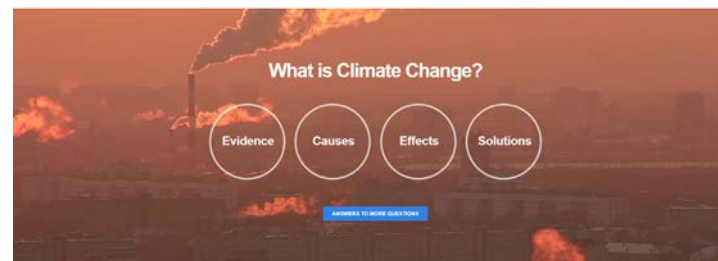 What is Climate Change?
Evidence Causes Effects Solutions
ANSWERS TO MORE QUESTIONS